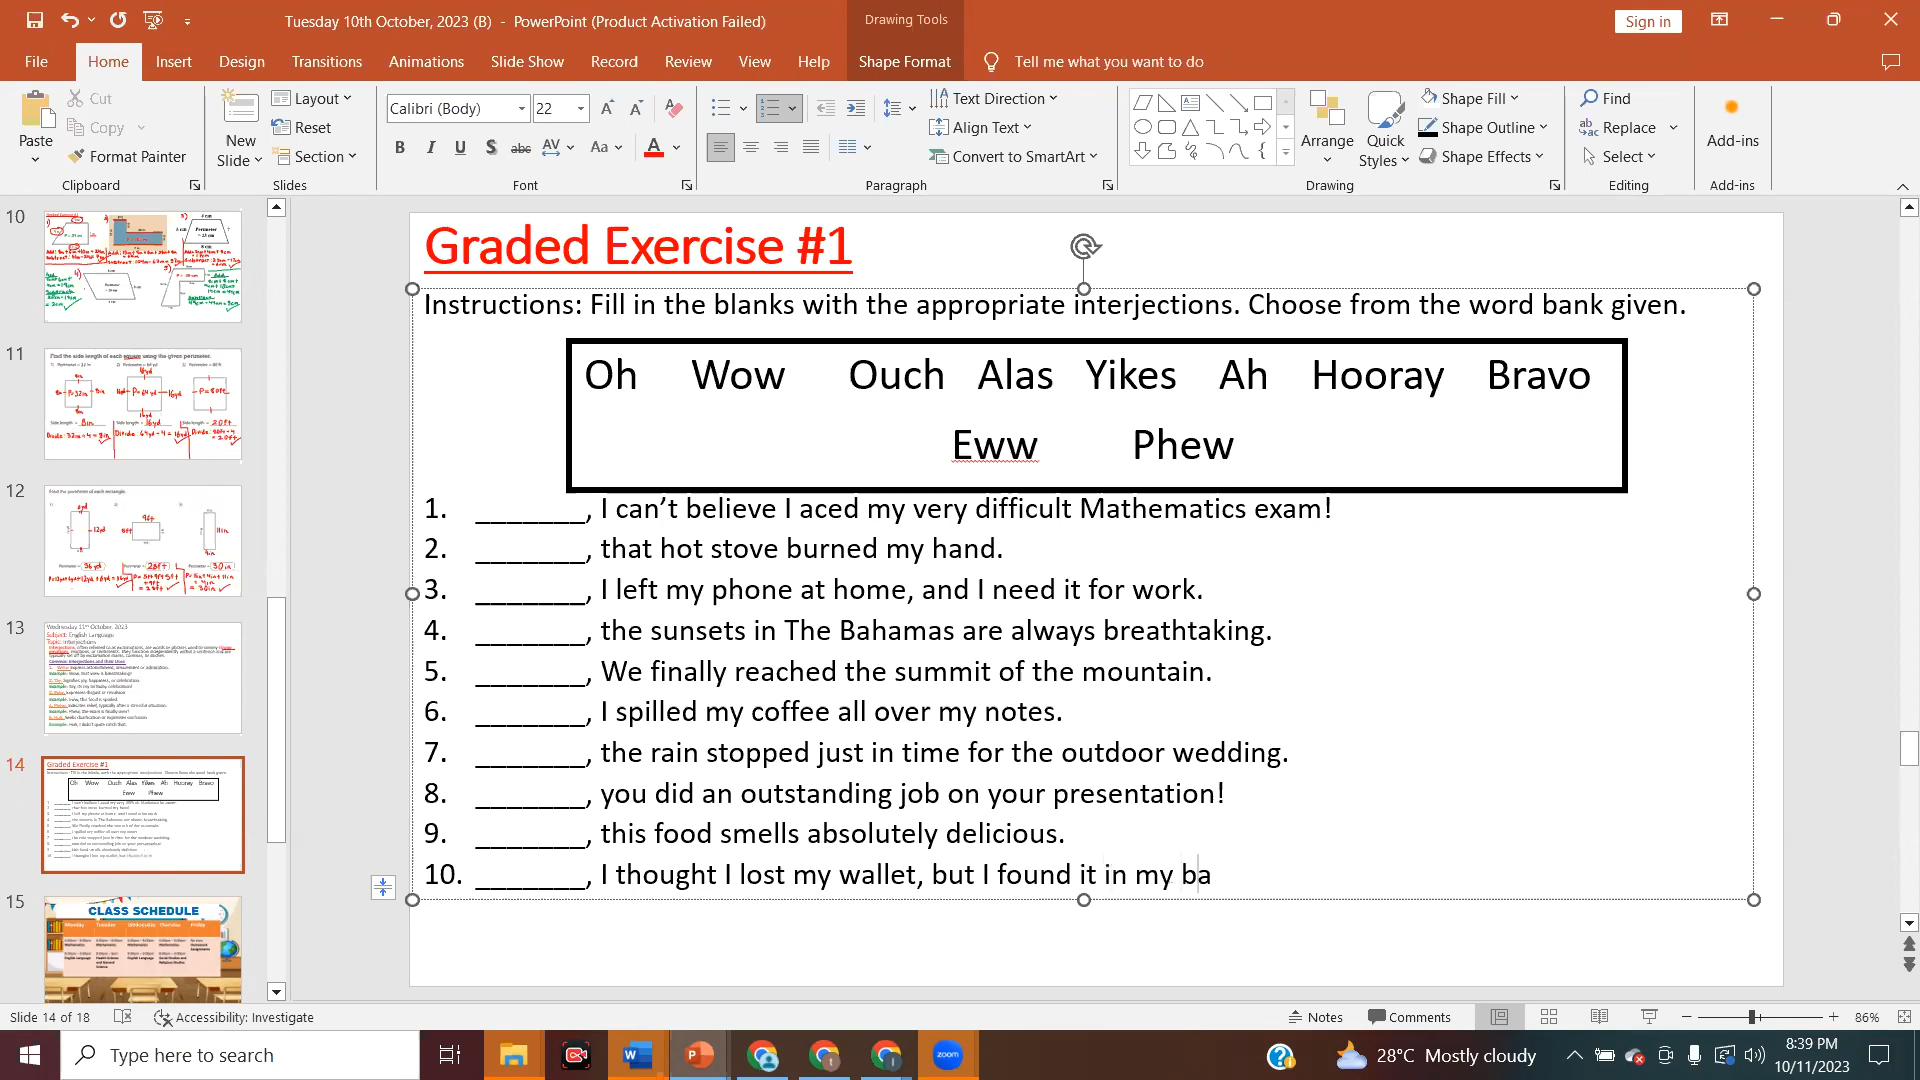 Tuesday 10th October, 2023 (B) - PowerPoint (Product Activation Failed)
Drawing Tools
Sign in
File Home Insert Design Transitions Animations Slide Show Record Review View Help Shape Format Tell me what you want to do
Paste
Cut
Copy
Format Painter
Clipboard
New Slide
Layout
Reset
Section
Slides
Calibri (Body) 22
Font
Text Direction
Align Text
Convert to SmartArt
Paragraph
Arrange
Quick Styles
Shape Fill
Shape Outline
Shape Effects
Drawing
Find
Replace
Select
Editing
Add-ins
Add-ins
10
11
12
13
14
15
CLASS SCHEDULE
Graded Exercise #1
Instructions: Fill in the blanks with the appropriate interjections. Choose from the word bank given.
Oh Wow Ouch Alas Yikes Ah Hooray Bravo
Eww Phew
1. _______, I can’t believe I aced my very difficult Mathematics exam!
2. _______, that hot stove burned my hand.
3. _______, I left my phone at home, and I need it for work.
4. _______, the sunsets in The Bahamas are always breathtaking.
5. _______, We finally reached the summit of the mountain.
6. _______, I spilled my coffee all over my notes.
7. _______, the rain stopped just in time for the outdoor wedding.
8. _______, you did an outstanding job on your presentation!
9. _______, this food smells absolutely delicious.
10. _______, I thought I lost my wallet, but I found it in my ba
Slide 14 of 18 Accessibility: Investigate Notes Comments 86%
Type here to search
zoom
28°C Mostly cloudy
8:39 PM
10/11/2023